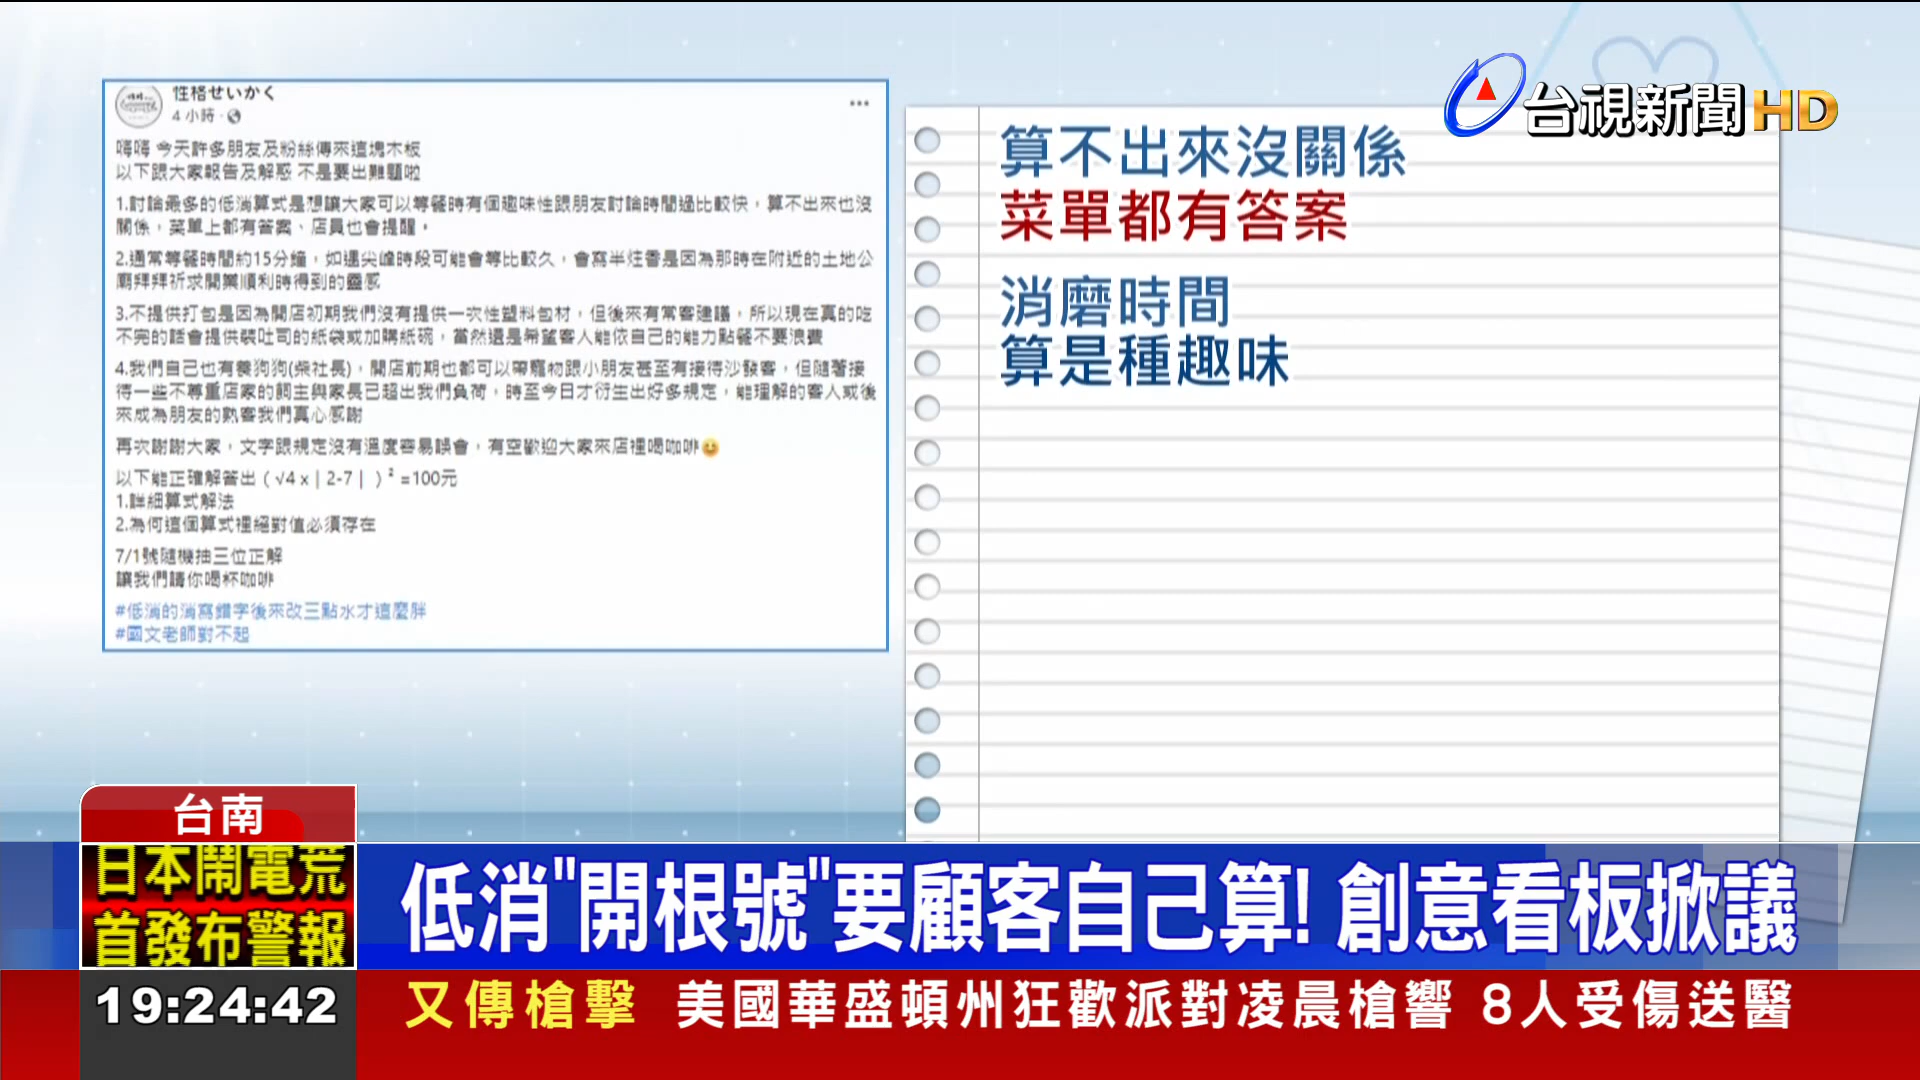 台視新聞HD
性格せいかく
4 小時
嗨嗨 今天許多朋友及粉絲傳來這塊木板
以下跟大家報告及解惑 不是要出難題啦
1.討論最多的低消算式是想讓大家可以等餐時有個趣味性跟朋友討論時間過比較快，算不出來也沒
關係，菜單上都有答案、店員也會提醒。
2.通常等餐時間約15分鐘，如遇尖峰時段可能會等比較久，會寫半炷香是因為那時在附近的土地公
廟拜拜祈求開業順利時得到的靈感
3.不提供打包是因為開店初期我們沒有提供一次性塑料包材，但後來有常客建議，所以現在真的吃
不完的話會提供裝吐司的紙袋或加購紙碗，當然還是希望客人能依自己的能力點餐不要浪費
4.我們自己也有養狗狗(柴社長)，開店前期也都可以帶寵物跟小朋友甚至有接待沙發客，但隨著接
待一些不尊重店家的飼主與家長已超出我們負荷，時至今日才衍生出好多規定，能理解的客人或後
來成為朋友的熟客我們真心感謝
再次謝謝大家，文字跟規定沒有溫度容易誤會，有空歡迎大家來店裡喝咖啡😊
以下能正確解答出 ( √4 x | 2-7 | )² =100元
1.詳細算式解法
2.為何這個算式裡絕對值必須存在
7/1號隨機抽三位正解
讓我們請你喝杯咖啡
#低消的消寫錯字後來改三點水才這麼胖
#國文老師對不起
算不出來沒關係
菜單都有答案
消磨時間
算是種趣味
台南
日本鬧電荒
首發布警報
低消"開根號"要顧客自己算! 創意看板掀議
19:24:42
又傳槍擊 美國華盛頓州狂歡派對凌晨槍響 8人受傷送醫